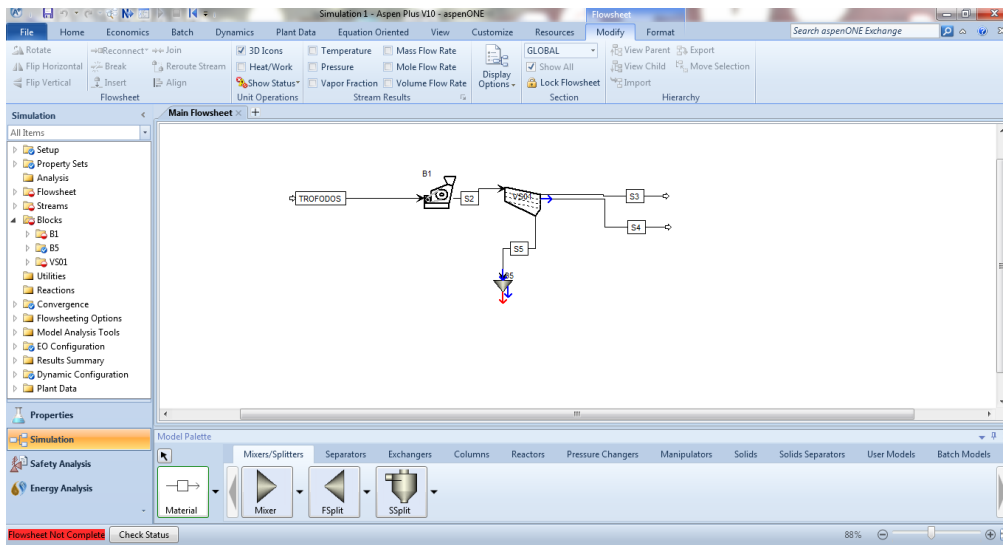 Simulation 1 - Aspen Plus V10 - aspenONE
Flowsheet
File Home Economics Batch Dynamics Plant Data Equation Oriented View Customize Resources Modify Format
Search aspenONE Exchange
Rotate Reconnect Join 3D Icons Temperature Mass Flow Rate GLOBAL View Parent Export
Flip Horizontal Break Reroute Stream Heat/Work Pressure Mole Flow Rate Display Options Show All View Child Move Selection
Flip Vertical Insert Align Show Status Vapor Fraction Volume Flow Rate Lock Flowsheet Import
Flowsheet Unit Operations Stream Results Section Hierarchy
Simulation
Main Flowsheet
All Items
Setup
Property Sets
Analysis
Flowsheet
Streams
Blocks
B1
B5
VS01
Utilities
Reactions
Convergence
Flowsheeting Options
Model Analysis Tools
EO Configuration
Results Summary
Dynamic Configuration
Plant Data
Properties
Simulation
Safety Analysis
Energy Analysis
B1
TROFODOS
S2
VS01
S3
S4
S5
B5
Model Palette
Mixers/Splitters Separators Exchangers Columns Reactors Pressure Changers Manipulators Solids Solids Separators User Models Batch Models
Material Mixer FSplit SSplit
Flowsheet Not Complete Check Status
88%